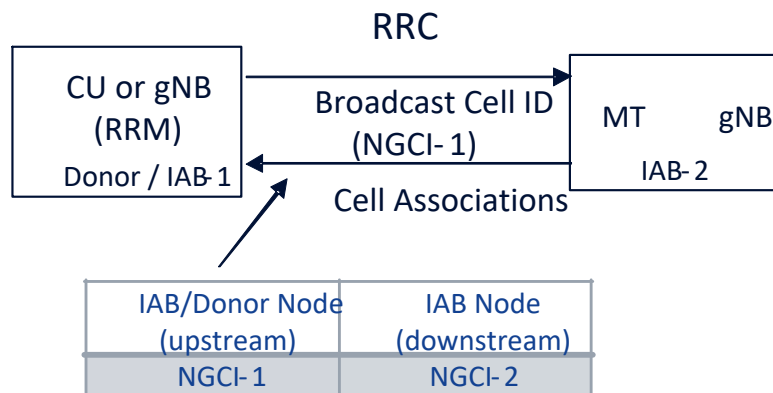 RRC
CU or gNB
(RRM)
Donor / IAB-1
Broadcast Cell ID
(NGCI-1)
Cell Associations
MT gNB
IAB-2
IAB/Donor Node
(upstream)
IAB Node
(downstream)
NGCI-1
NGCI-2